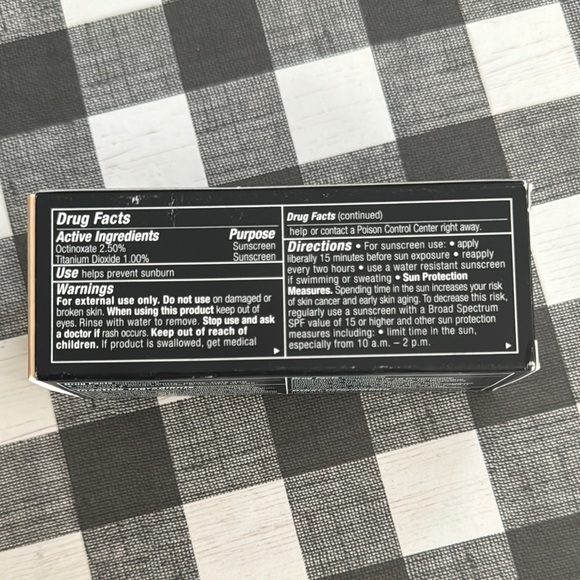 Drug Facts
Active Ingredients Purpose
Octinoxate 2.50% Sunscreen
Titanium Dioxide 1.00% Sunscreen
Use helps prevent sunburn
Warnings
For external use only. Do not use on damaged or
broken skin. When using this product keep out of
eyes. Rinse with water to remove. Stop use and ask
a doctor if rash occurs. Keep out of reach of
children. If product is swallowed, get medical
Drug Facts (continued)
help or contact a Poison Control Center right away.
Directions • For sunscreen use: • apply
liberally 15 minutes before sun exposure • reapply
every two hours • use a water resistant sunscreen
if swimming or sweating • Sun Protection
Measures. Spending time in the sun increases your risk
of skin cancer and early skin aging. To decrease this risk,
regularly use a sunscreen with a Broad Spectrum
SPF value of 15 or higher and other sun protection
measures including: • limit time in the sun,
especially from 10 a.m. – 2 p.m.
Drug Facts